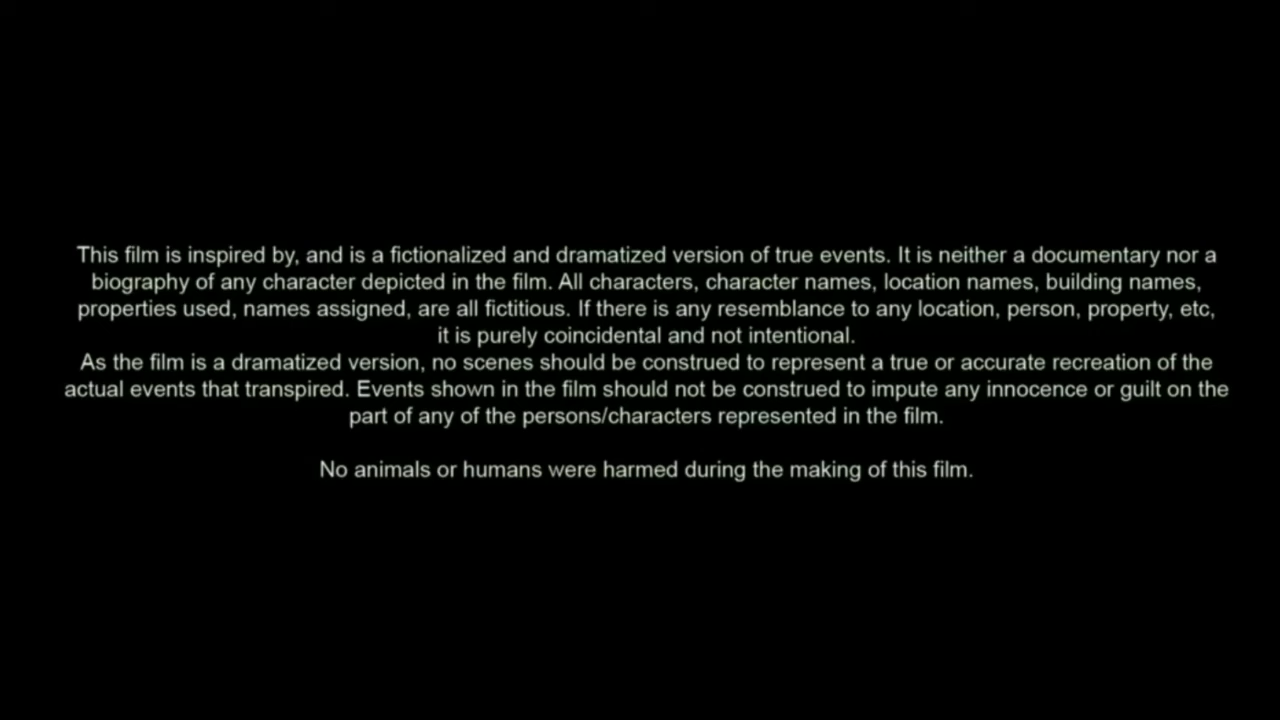 This film is inspired by, and is a fictionalized and dramatized version of true events. It is neither a documentary nor a
biography of any character depicted in the film. All characters, character names, location names, building names,
properties used, names assigned, are all fictitious. If there is any resemblance to any location, person, property, etc,
it is purely coincidental and not intentional.
As the film is a dramatized version, no scenes should be construed to represent a true or accurate recreation of the
actual events that transpired. Events shown in the film should not be construed to impute any innocence or guilt on the
part of any of the persons/characters represented in the film.
No animals or humans were harmed during the making of this film.